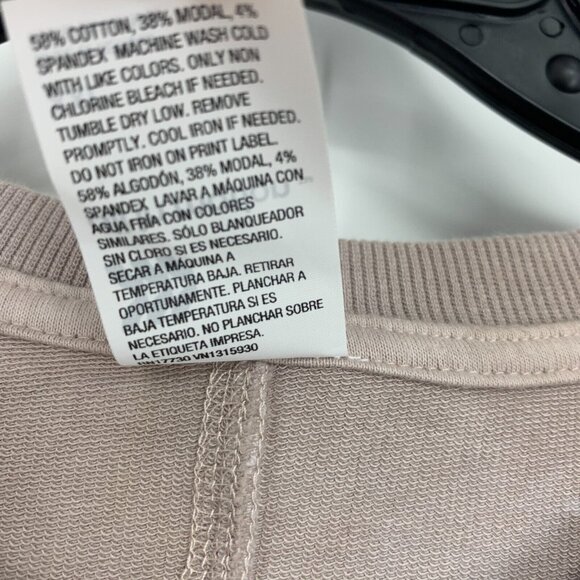 58% COTTON, 38% MODAL, 4%
SPANDEX MACHINE WASH COLD
WITH LIKE COLORS. ONLY NON
CHLORINE BLEACH IF NEEDED.
TUMBLE DRY LOW. REMOVE
PROMPTLY. COOL IRON IF NEEDED.
DO NOT IRON ON PRINT LABEL.
58% ALGODÓN, 38% MODAL, 4%
SPANDEX LAVAR A MÁQUINA CON
AGUA FRÍA CON COLORES
SIMILARES. SÓLO BLANQUEADOR
SIN CLORO SI ES NECESARIO.
SECAR A MÁQUINA A
TEMPERATURA BAJA. RETIRAR
OPORTUNAMENTE. PLANCHAR A
BAJA TEMPERATURA SI ES
NECESARIO. NO PLANCHAR SOBRE
LA ETIQUETA IMPRESA.
RN17730 VN1315930